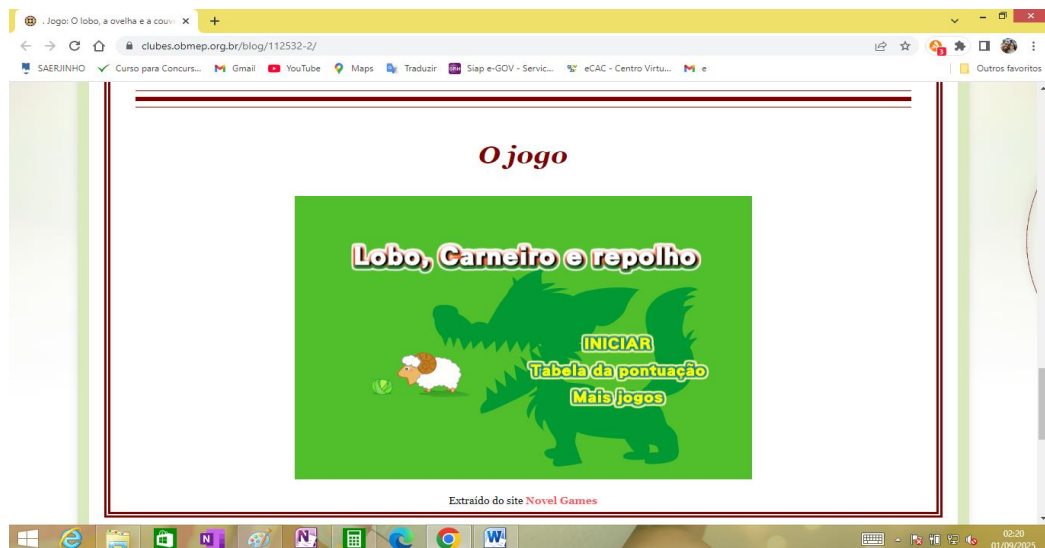 . Jogo: O lobo, a ovelha e a couv
clubes.obmep.org.br/blog/112532-2/
3
SAERJINHO
Curso para Concurs...
Gmail
YouTube
Maps
Traduzir
Siap e-GOV - Servic...
eCAC - Centro Virtu...
e
Outros favoritos
O jogo
Lobo, Carneiro e repolho
INICIAR
Tabela da pontuação
Mais jogos
Extraído do site Novel Games
02:20
01/09/2025